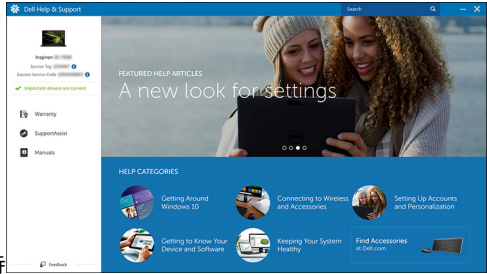 Dell Help & Support
Search
Inspiron
Service Tag
Express Service Code
Important drivers are current
Warranty
SupportAssist
Manuals
Feedback
FEATURED HELP ARTICLES
A new look for settings
HELP CATEGORIES
Getting Around
Windows 10
Connecting to Wireless
and Accessories
Setting Up Accounts
and Personalization
Getting to Know Your
Device and Software
Keeping Your System
Healthy
Find Accessories
at Dell.com